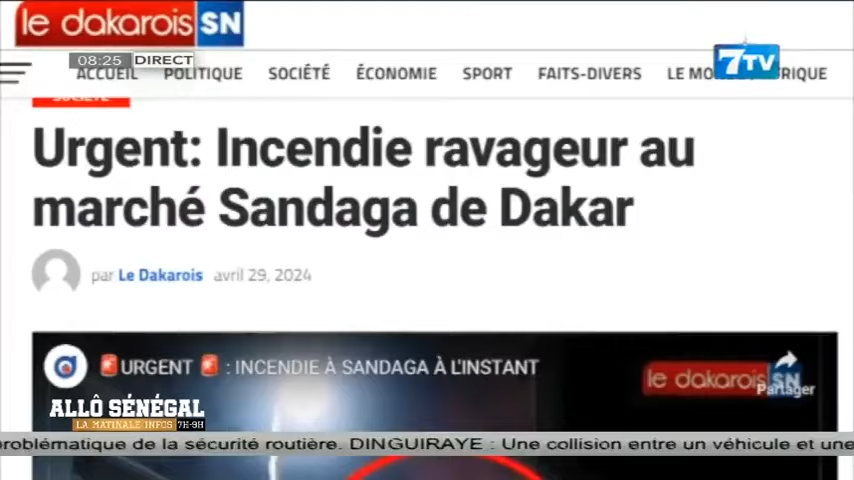 le dakarois SN
08:25 DIRECT
7TV
ACCUEIL POLITIQUE SOCIÉTÉ ÉCONOMIE SPORT FAITS-DIVERS LE
SOCIÉTÉ
Urgent: Incendie ravageur au
marché Sandaga de Dakar
par Le Dakarois avril 29, 2024
🚨URGENT 🚨 : INCENDIE À SANDAGA À L'INSTANT
le dakarois SN
Partager
ALLÔ SÉNÉGAL
LA MATINALE INFOS 7H-9H
roblématique de la sécurité routière. DINGUIRAYE : Une collision entre un véhicule et une